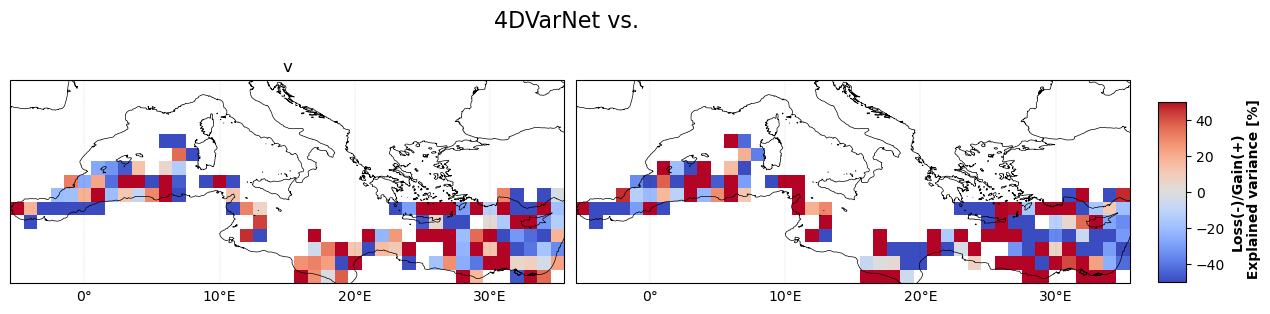 4DVarNet vs.
v
0° 10°E 20°E 30°E
0° 10°E 20°E 30°E
40
20
0
−20
−40
Loss(-)/Gain(+)
Explained variance [%]